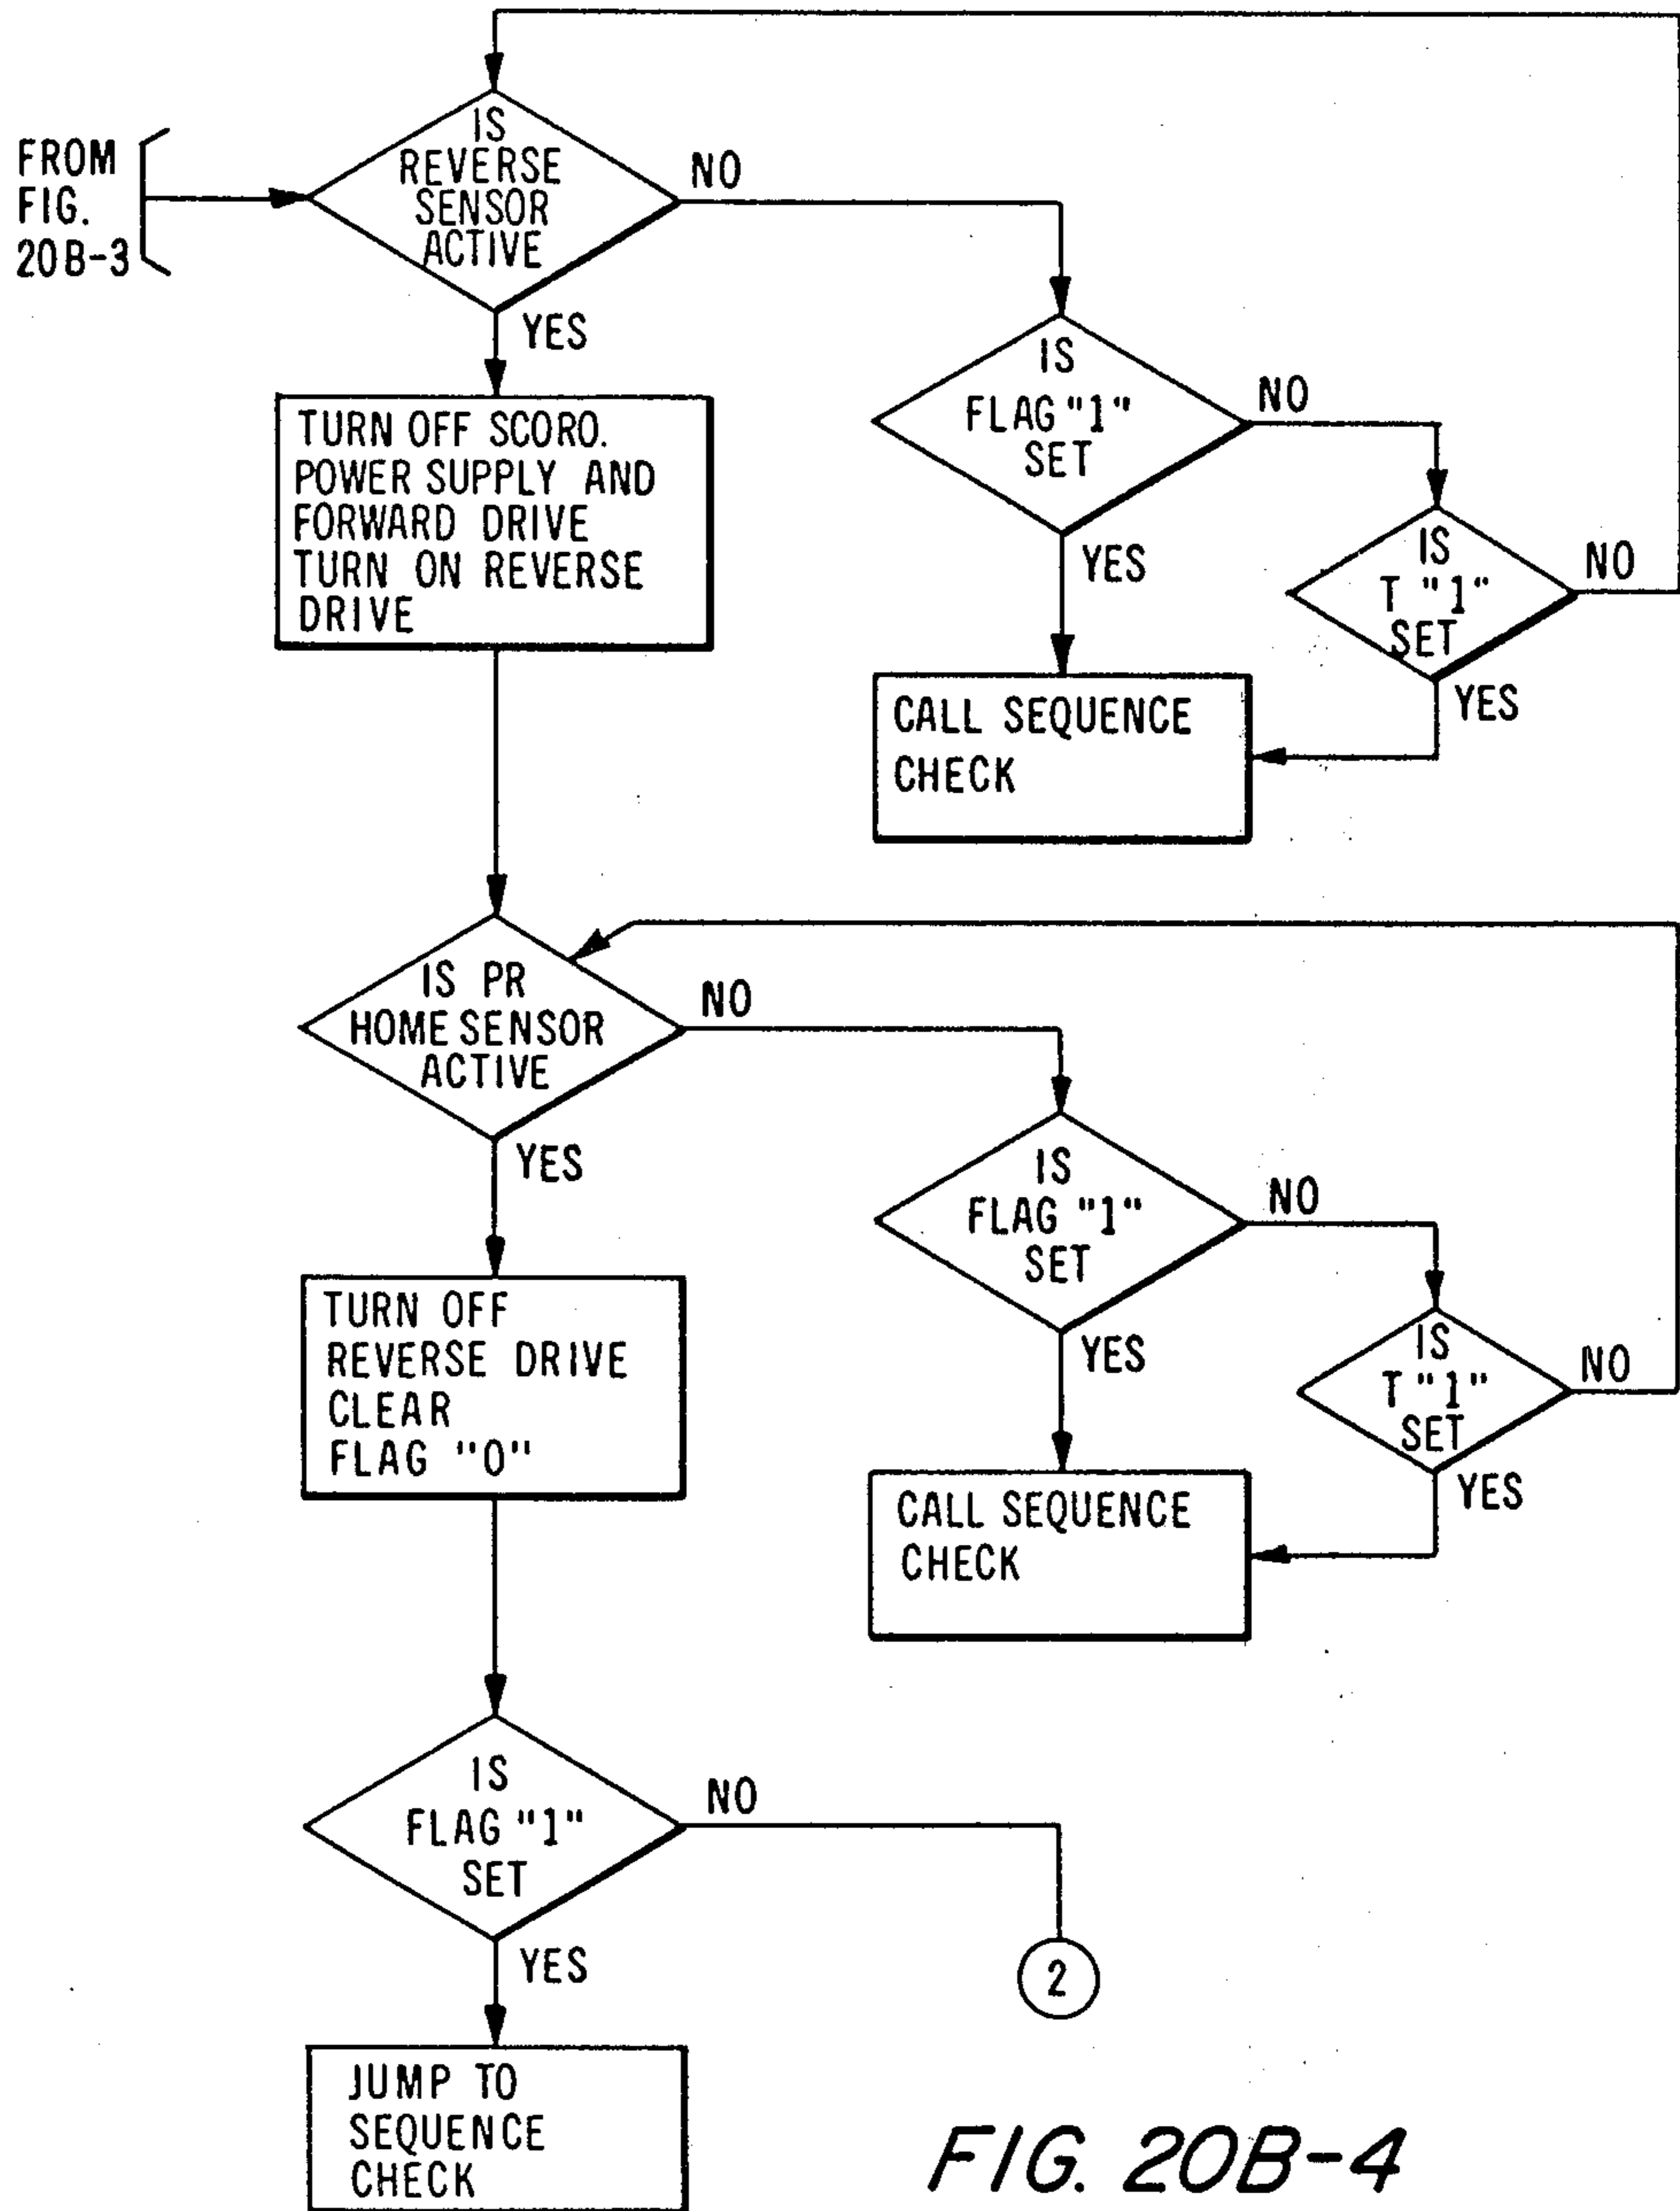 FROM
FIG.
20B-3
IS
REVERSE
SENSOR
ACTIVE
NO
YES
IS
FLAG "1"
SET
NO
YES
IS
T "1"
SET
NO
YES
TURN OFF SCORO.
POWER SUPPLY AND
FORWARD DRIVE
TURN ON REVERSE
DRIVE
CALL SEQUENCE
CHECK
IS PR
HOME SENSOR
ACTIVE
NO
YES
IS
FLAG "1"
SET
NO
YES
IS
T "1"
SET
NO
YES
TURN OFF
REVERSE DRIVE
CLEAR
FLAG "0"
CALL SEQUENCE
CHECK
IS
FLAG "1"
SET
NO
YES
2
JUMP TO
SEQUENCE
CHECK
FIG. 20B-4